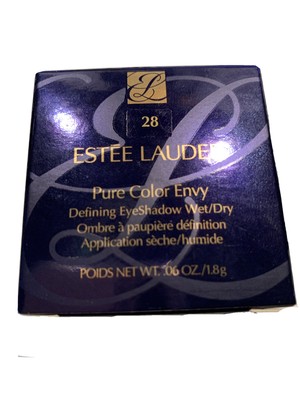 28
ESTĒE LAUDER
Pure Color Envy
Defining EyeShadow Wet/Dry
Ombre à paupière définition
Application sèche/humide
POIDS NET WT. .06 OZ./1.8g